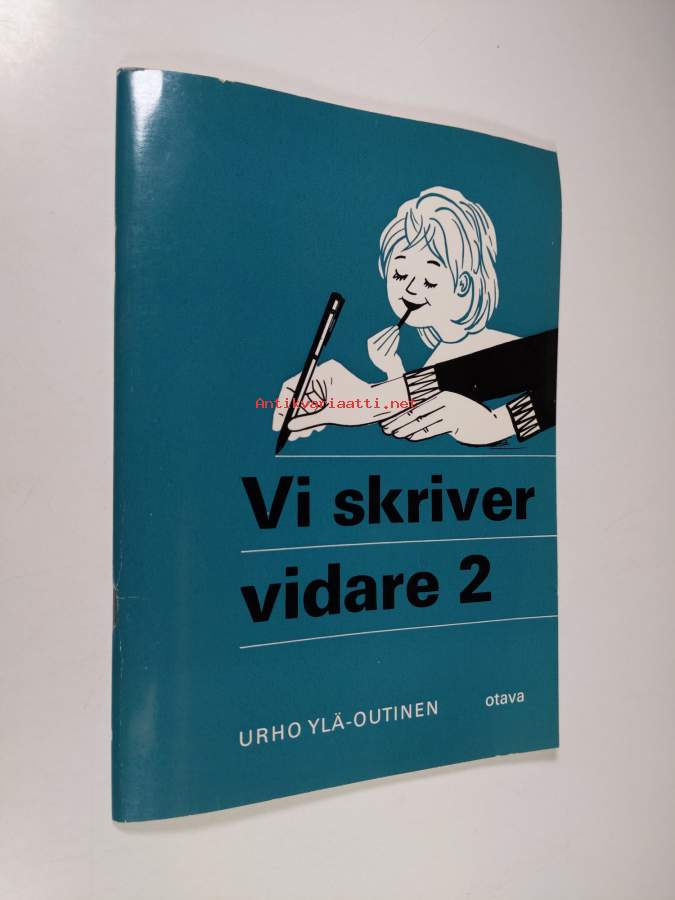 Antikvariaatti.net
Vi skriver
vidare 2
URHO YLÄ-OUTINEN
otava